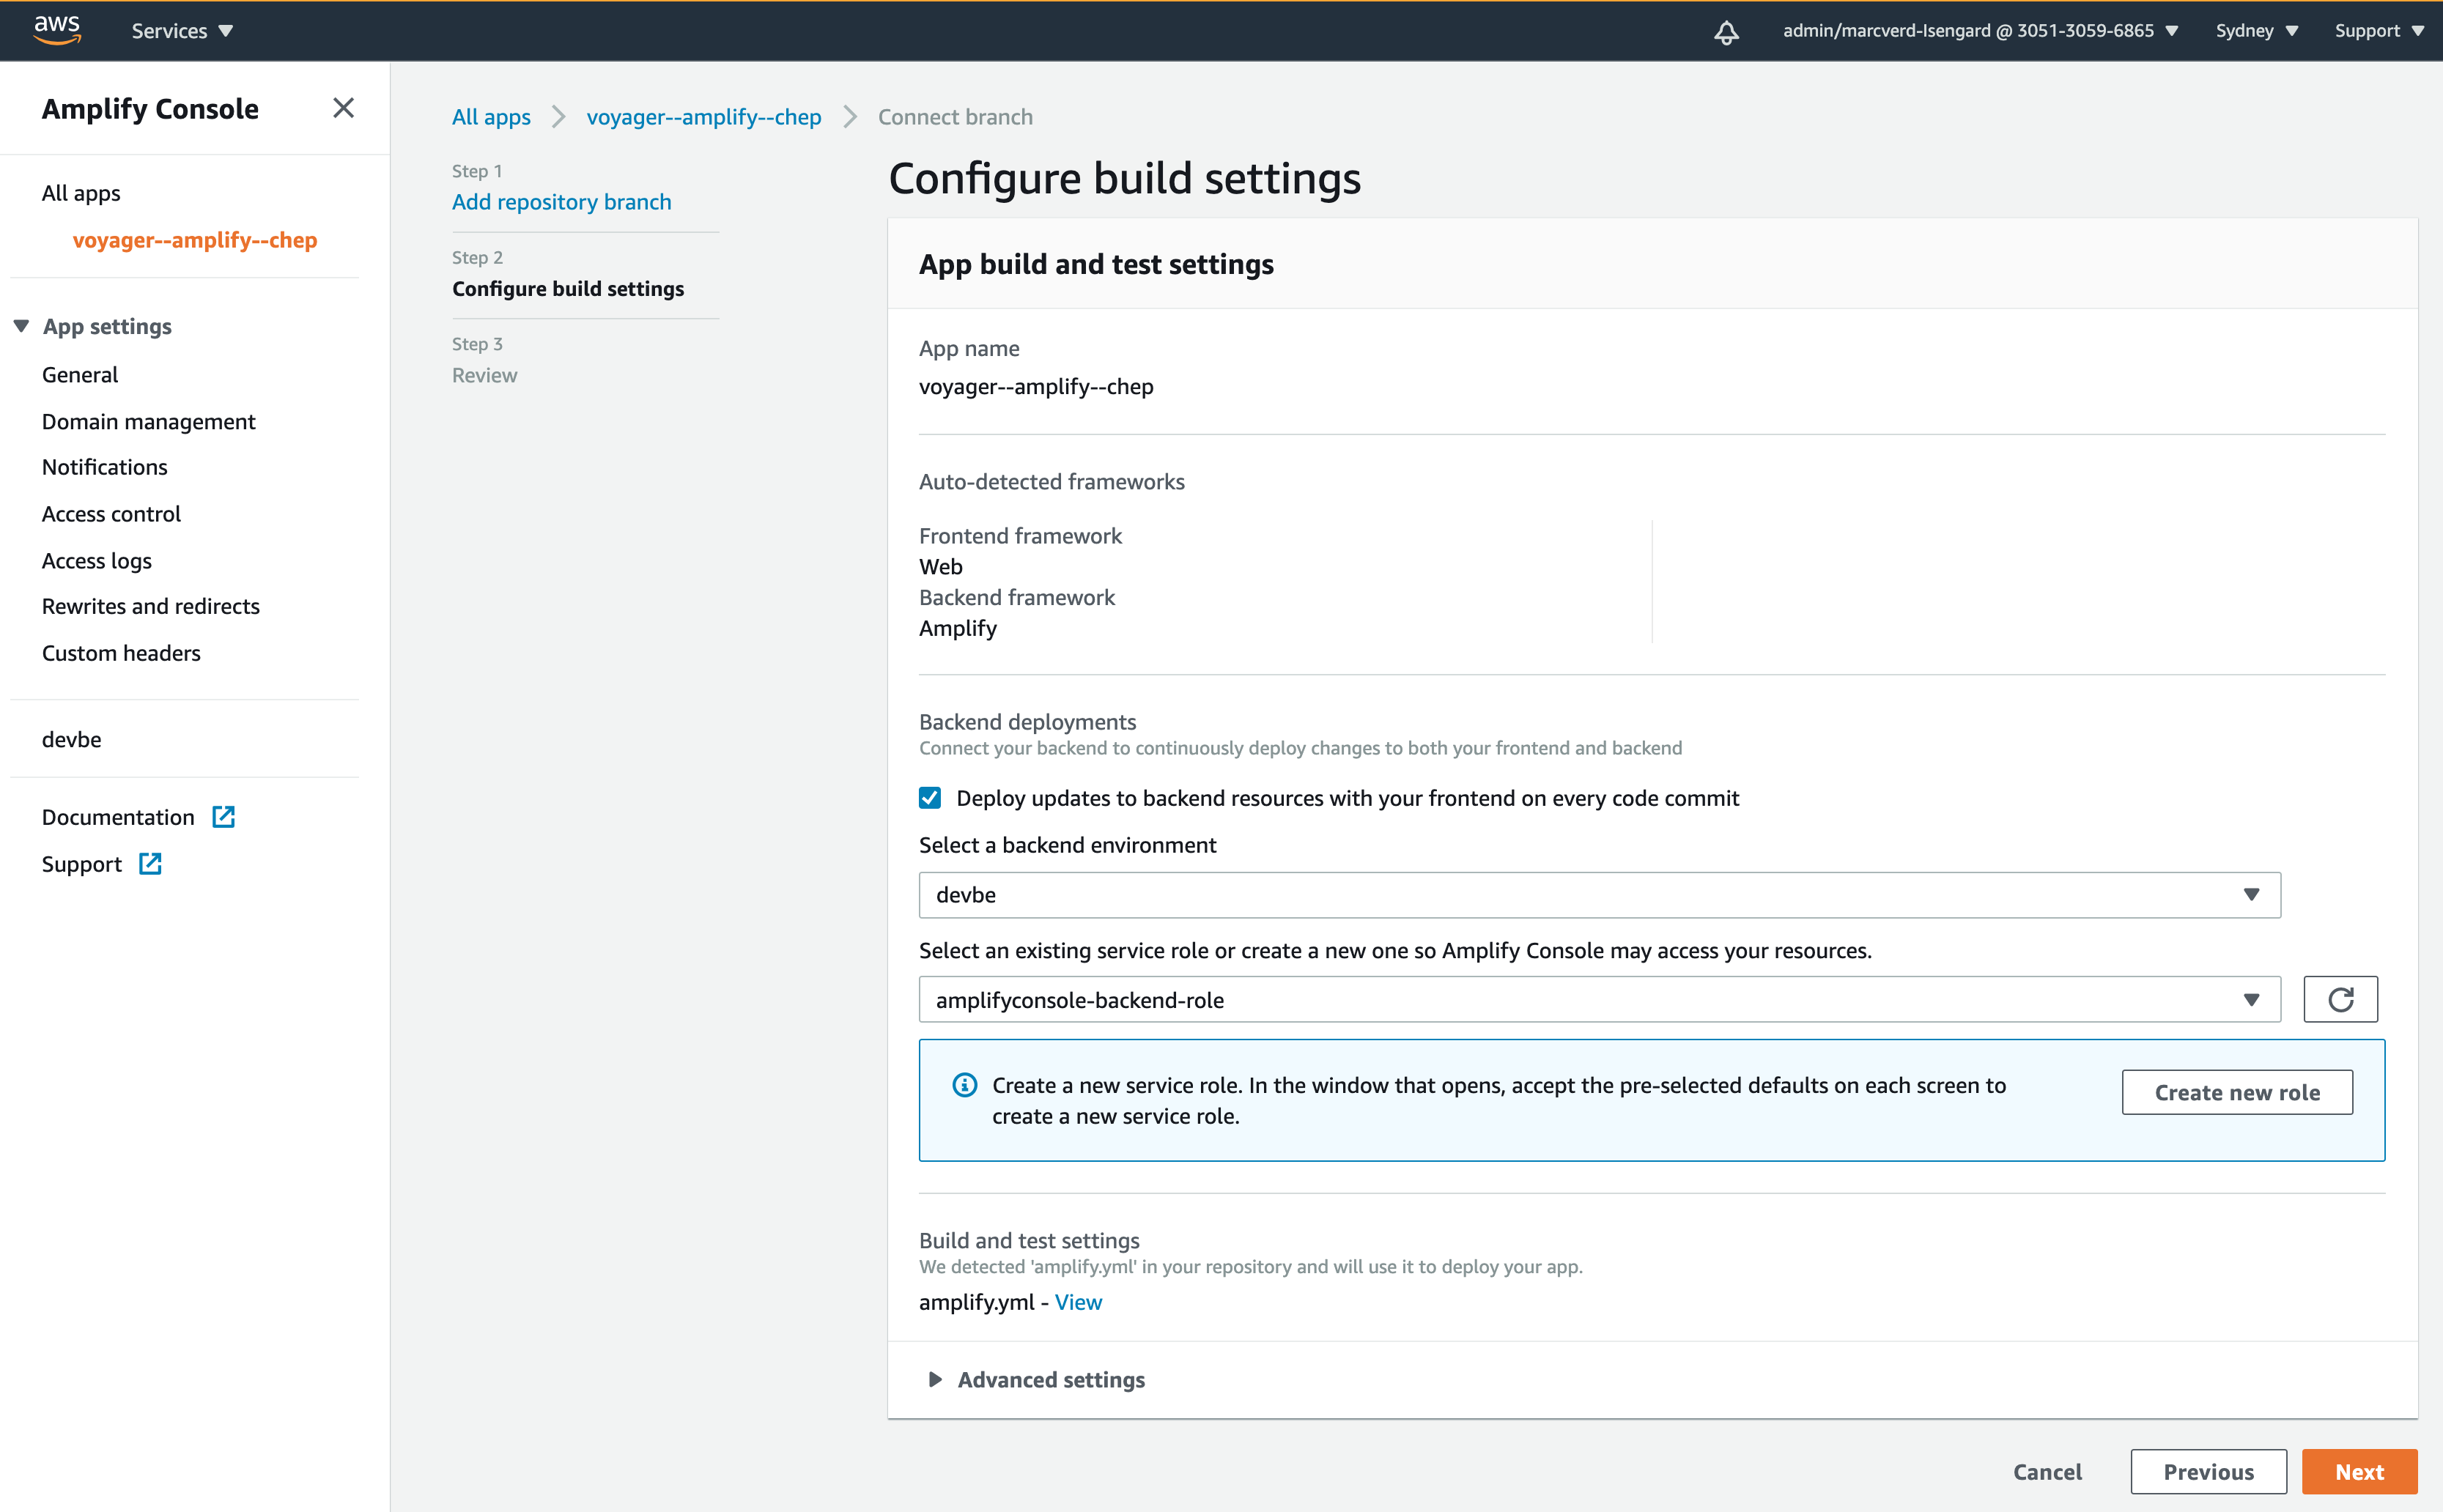 aws
Services
admin/marcverd-Isengard @ 3051-3059-6865
Sydney
Support
Amplify Console
All apps
voyager--amplify--chep
App settings
General
Domain management
Notifications
Access control
Access logs
Rewrites and redirects
Custom headers
devbe
Documentation
Support
All apps
voyager--amplify--chep
Connect branch
Step 1
Add repository branch
Step 2
Configure build settings
Step 3
Review
Configure build settings
App build and test settings
App name
voyager--amplify--chep
Auto-detected frameworks
Frontend framework
Web
Backend framework
Amplify
Backend deployments
Connect your backend to continuously deploy changes to both your frontend and backend
Deploy updates to backend resources with your frontend on every code commit
Select a backend environment
devbe
Select an existing service role or create a new one so Amplify Console may access your resources.
amplifyconsole-backend-role
Create a new service role. In the window that opens, accept the pre-selected defaults on each screen to
create a new service role.
Create new role
Build and test settings
We detected 'amplify.yml' in your repository and will use it to deploy your app.
amplify.yml - View
Advanced settings
Cancel
Previous
Next